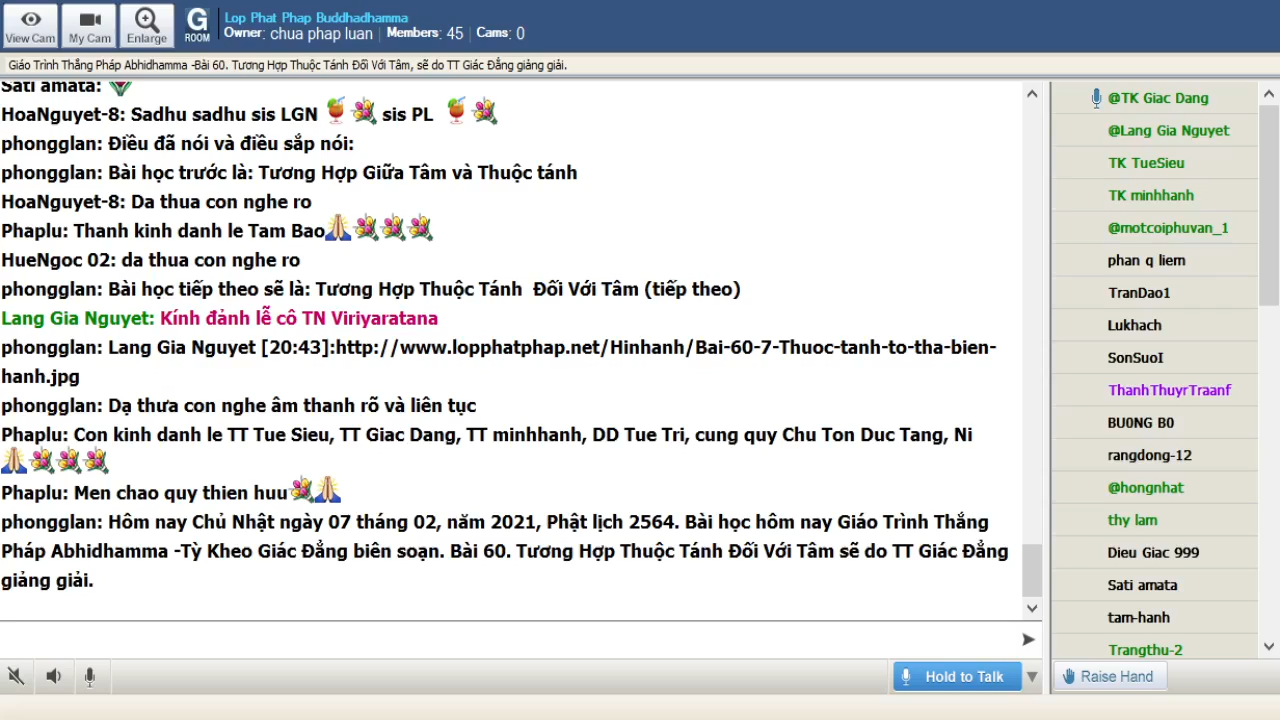 View Cam
My Cam
Enlarge
G
ROOM
Lop Phat Phap Buddhadhamma
Owner: chua phap luan | Members: 45 | Cams: 0
Giáo Trình Thắng Pháp Abhidhamma -Bài 60. Tương Hợp Thuộc Tánh Đối Với Tâm, sẽ do TT Giác Đẳng giảng giải.
Sati amata:
HoaNguyet-8: Sadhu sadhu sis LGN sis PL
phongglan: Điều đã nói và điều sắp nói:
phongglan: Bài học trước là: Tương Hợp Giữa Tâm và Thuộc tánh
HoaNguyet-8: Da thua con nghe ro
Phaplu: Thanh kinh danh le Tam Bao
HueNgoc 02: da thua con nghe ro
phongglan: Bài học tiếp theo sẽ là: Tương Hợp Thuộc Tánh Đối Với Tâm (tiếp theo)
Lang Gia Nguyet: Kính đảnh lễ cô TN Viriyaratana
phongglan: Lang Gia Nguyet [20:43]:http://www.lopphatphap.net/Hinhanh/Bai-60-7-Thuoc-tanh-to-tha-bien-
hanh.jpg
phongglan: Dạ thưa con nghe âm thanh rõ và liên tục
Phaplu: Con kinh danh le TT Tue Sieu, TT Giac Dang, TT minhhanh, DD Tue Tri, cung quy Chu Ton Duc Tang, Ni
Phaplu: Men chao quy thien huu
phongglan: Hôm nay Chủ Nhật ngày 07 tháng 02, năm 2021, Phật lịch 2564. Bài học hôm nay Giáo Trình Thắng
Pháp Abhidhamma -Tỳ Kheo Giác Đẳng biên soạn. Bài 60. Tương Hợp Thuộc Tánh Đối Với Tâm sẽ do TT Giác Đẳng
giảng giải.
@TK Giac Dang
@Lang Gia Nguyet
TK TueSieu
TK minhhanh
@motcoiphuvan_1
phan q liem
TranDao1
Lukhach
SonSuoI
ThanhThuyrTraanf
BU0NG B0
rangdong-12
@hongnhat
thy lam
Dieu Giac 999
Sati amata
tam-hanh
Trangthu-2
Hold to Talk
Raise Hand